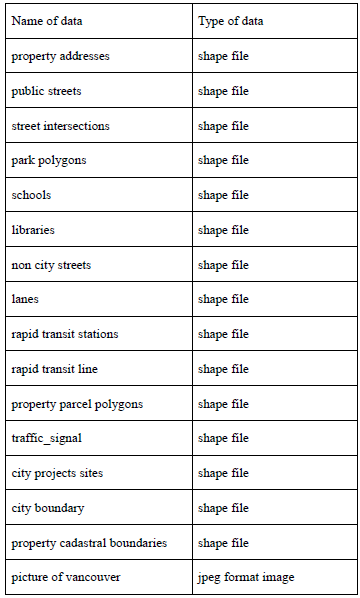 Name of data Type of data
property addresses shape file
public streets shape file
street intersections shape file
park polygons shape file
schools shape file
libraries shape file
non city streets shape file
lanes shape file
rapid transit stations shape file
rapid transit line shape file
property parcel polygons shape file
traffic_signal shape file
city projects sites shape file
city boundary shape file
property cadastral boundaries shape file
picture of vancouver jpeg format image